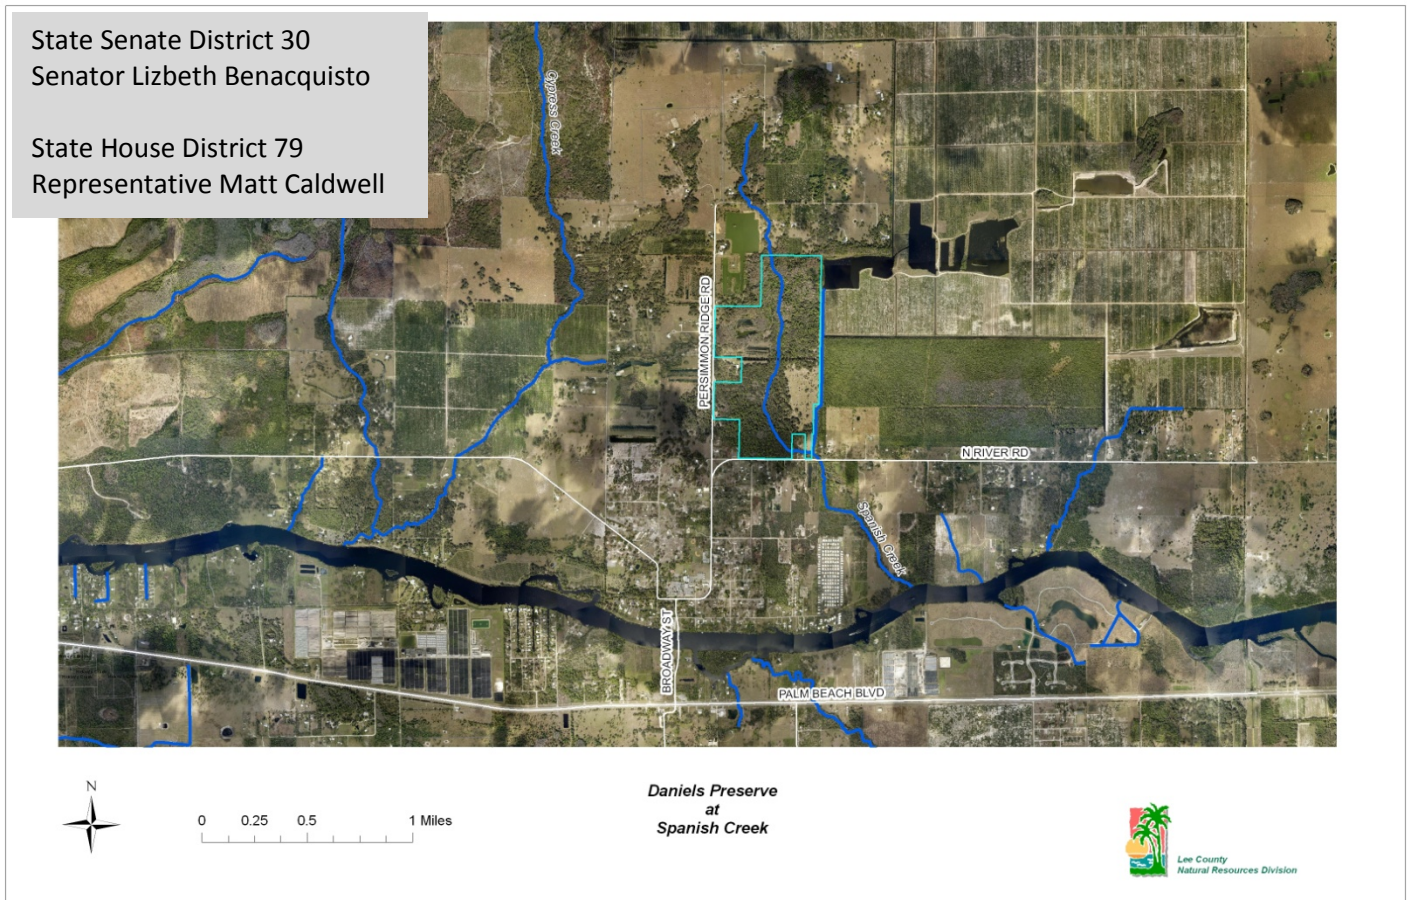 State Senate District 30
Senator Lizbeth Benacquisto
State House District 79
Representative Matt Caldwell
Cypress Creek
PERSIMMON RIDGE RD
N RIVER RD
Spanish Creek
BROADWAY ST
PALM BEACH BLVD
N
0 0.25 0.5 1 Miles
Daniels Preserve
at
Spanish Creek
Lee County
Natural Resources Division